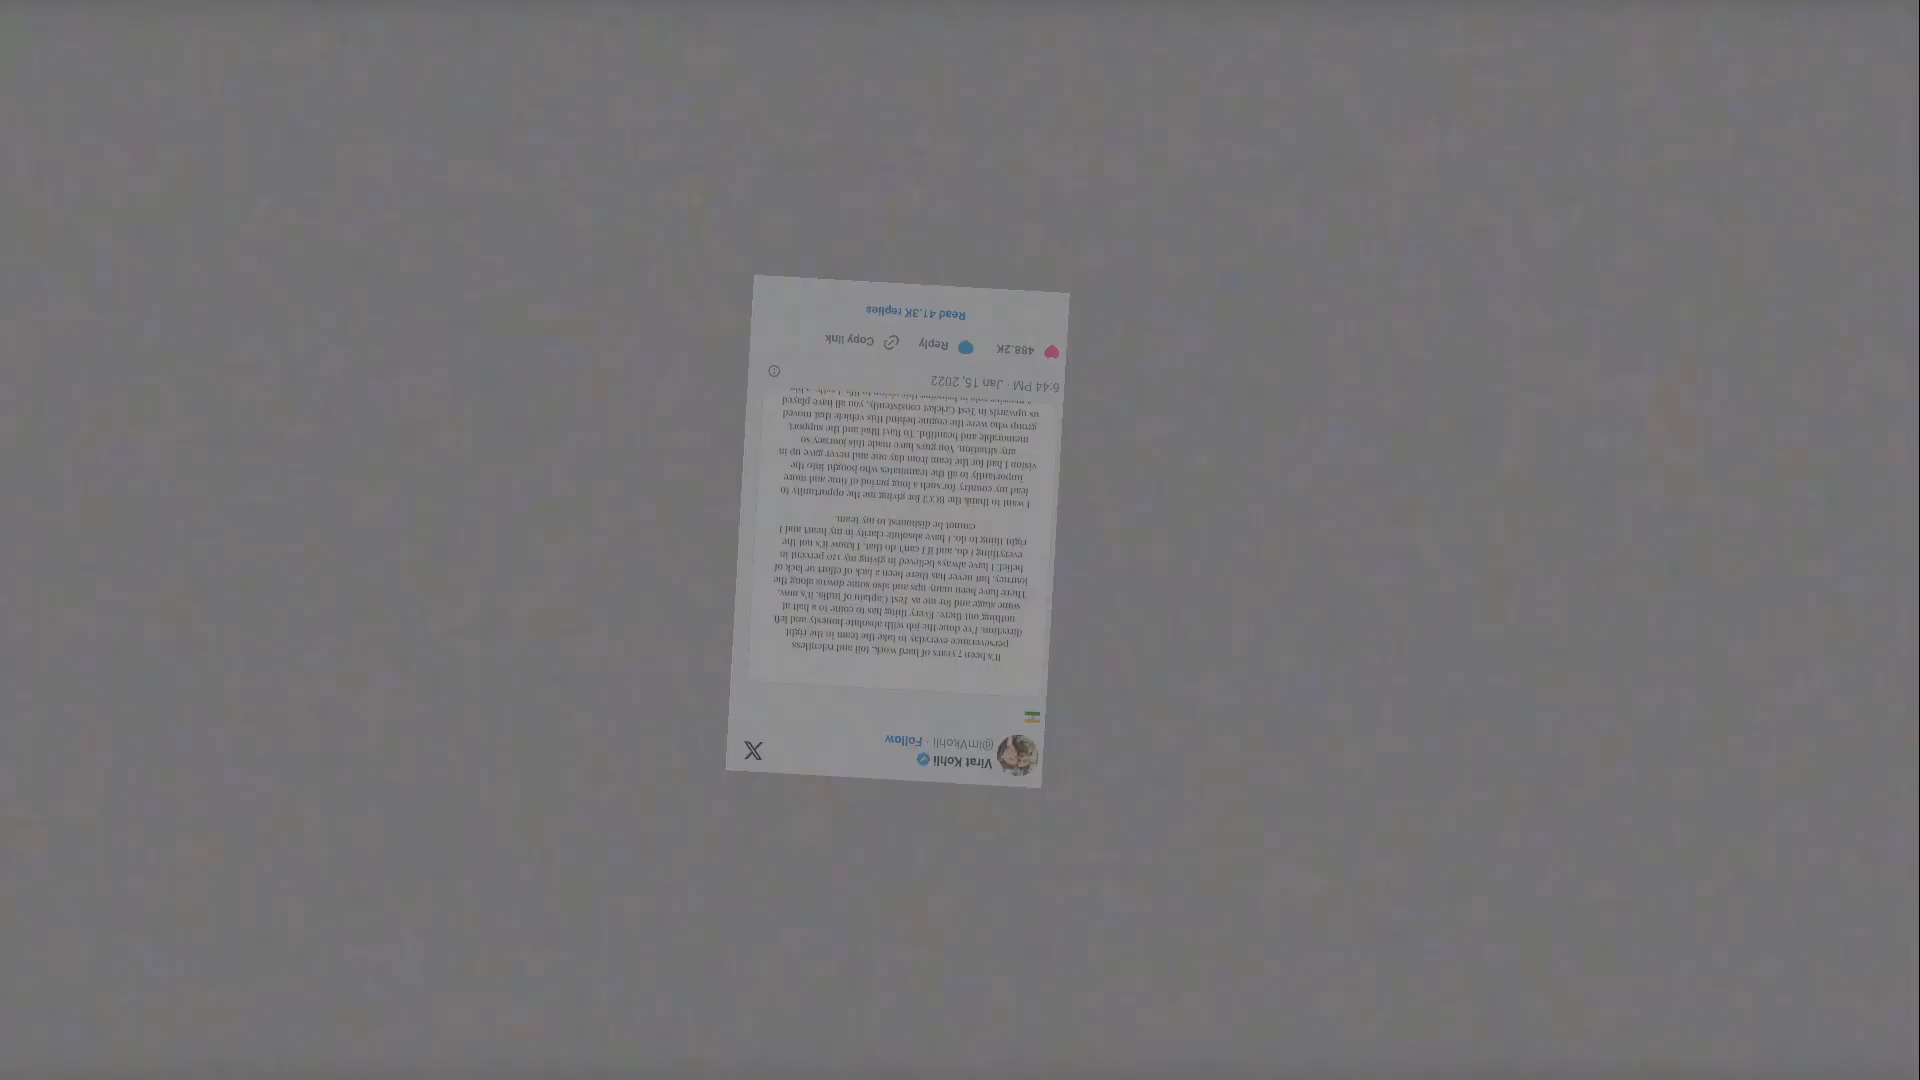 Virat Kohli
@imVkohli · Follow
It's been 7 years of hard work, toil and relentless
perseverance everyday to take the team in the right
direction. I've done the job with absolute honesty and left
nothing out there. Every thing has to come to a halt at
some stage and for me as Test Captain of India, it's now.
There have been many ups and also some downs along the
journey, but never has there been a lack of effort or lack of
belief. I have always believed in giving my 120 percent in
everything I do, and if I can't do that, I know it's not the
right thing to do. I have absolute clarity in my heart and I
cannot be dishonest to my team.
I want to thank the BCCI for giving me the opportunity to
lead my country for such a long period of time and more
importantly to all the teammates who bought into the
vision I had for the team from day one and never gave up in
any situation. You guys have made this journey so
memorable and beautiful. To Ravi Bhai and the support
group who were the engine behind this vehicle that moved
us upwards in Test Cricket consistently, you all have played
6:44 PM · Jan 15, 2022
488.2K Reply Copy link
Read 41.3K replies